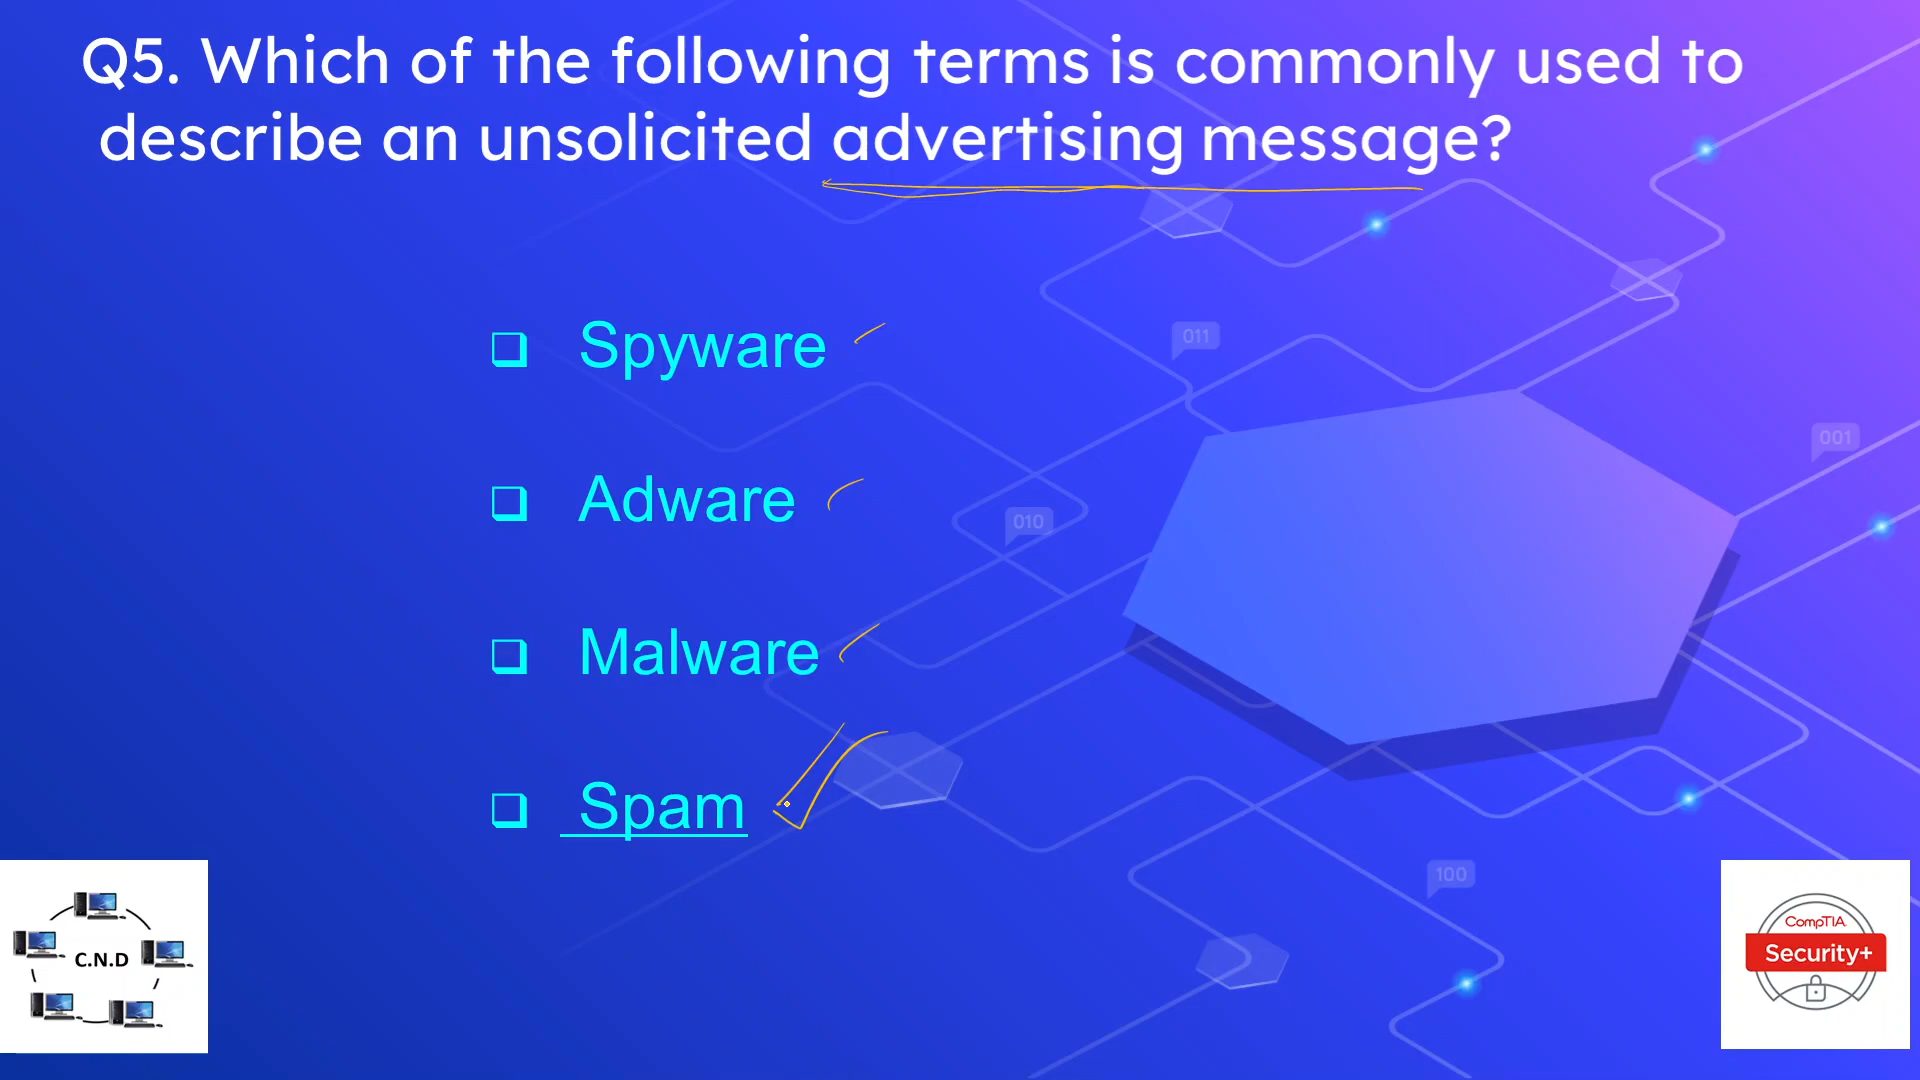 Q5. Which of the following terms is commonly used to
describe an unsolicited advertising message?
Spyware
011
001
Adware
010
Malware
Spam
100
C.N.D
CompTIA
Security+